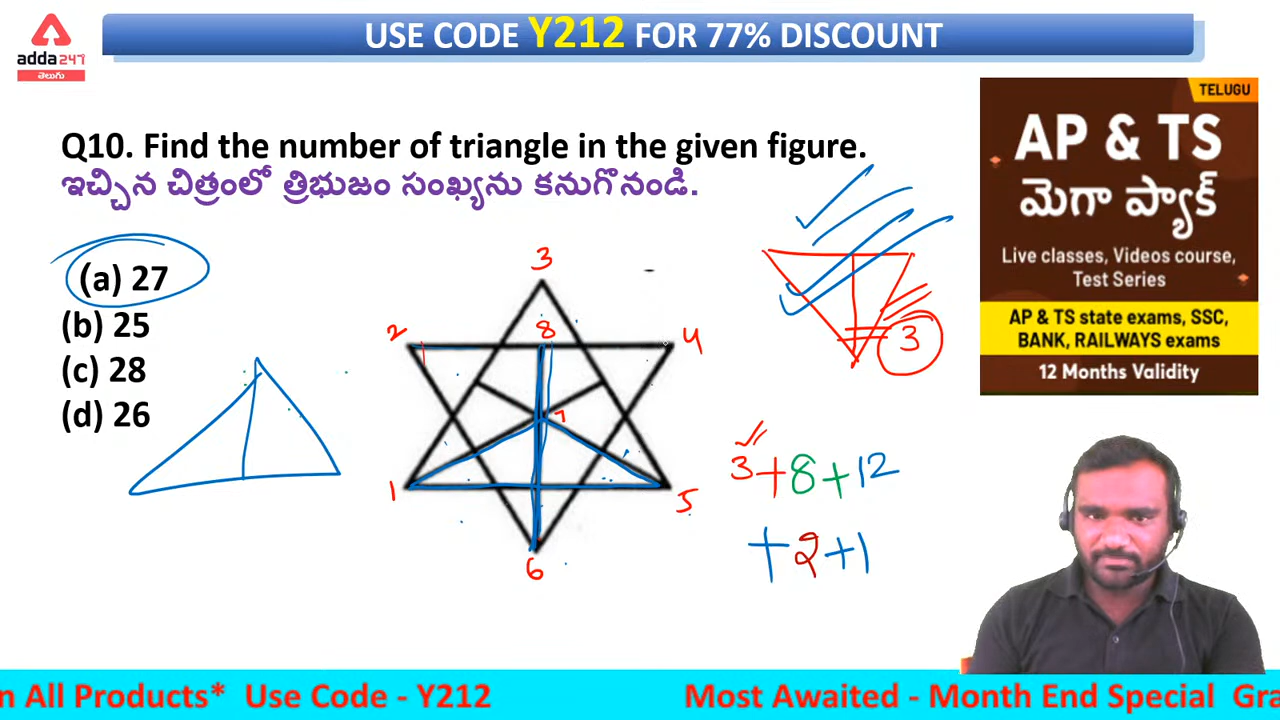 USE CODE Y212 FOR 77% DISCOUNT
adda247
తెలుగు
Q10. Find the number of triangle in the given figure.
ఇచ్చిన చిత్రంలో త్రిభుజం సంఖ్యను కనుగొనండి.
(a) 27
(b) 25
(c) 28
(d) 26
3
2
8
4
7
1
5
6
3
3+8+12
+2+1
TELUGU
AP & TS
మెగా ప్యాక్
Live classes, Videos course,
Test Series
AP & TS state exams, SSC,
BANK, RAILWAYS exams
12 Months Validity
n All Products* Use Code - Y212
Most Awaited - Month End Special Gra